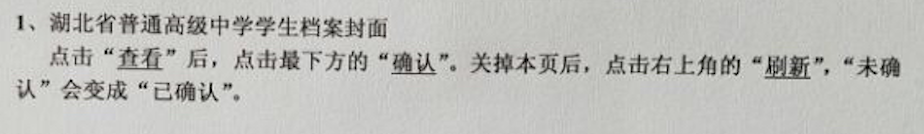 1、湖北省普通高级中学学生档案封面
点击“查看”后，点击最下方的“确认”。关掉本页后，点击右上角的“刷新”，“未确
认”会变成“已确认”。